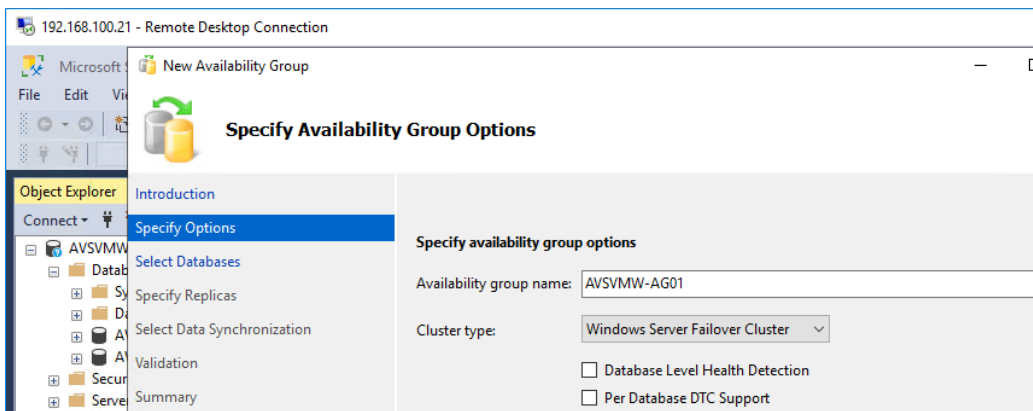 192.168.100.21 - Remote Desktop Connection
Microsoft
New Availability Group
File Edit
Specify Availability Group Options
Object Explorer
Connect
AVSVMW
Introduction
Specify Options
Select Databases
Specify Replicas
Select Data Synchronization
Validation
Summary
Specify availability group options
Availability group name: AVSVMW-AG01
Cluster type: Windows Server Failover Cluster
Database Level Health Detection
Per Database DTC Support